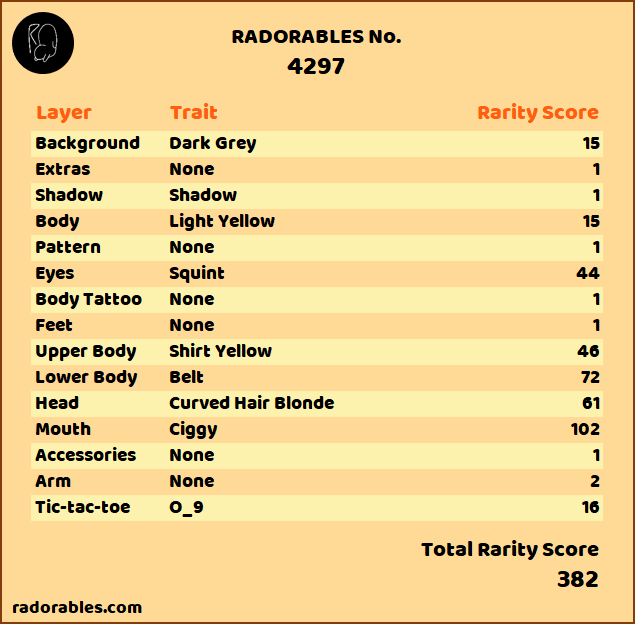 RADORABLES No.
4297
Layer Trait Rarity Score
Background Dark Grey 15
Extras None 1
Shadow Shadow 1
Body Light Yellow 15
Pattern None 1
Eyes Squint 44
Body Tattoo None 1
Feet None 1
Upper Body Shirt Yellow 46
Lower Body Belt 72
Head Curved Hair Blonde 61
Mouth Ciggy 102
Accessories None 1
Arm None 2
Tic-tac-toe O_9 16
Total Rarity Score
382
radorables.com